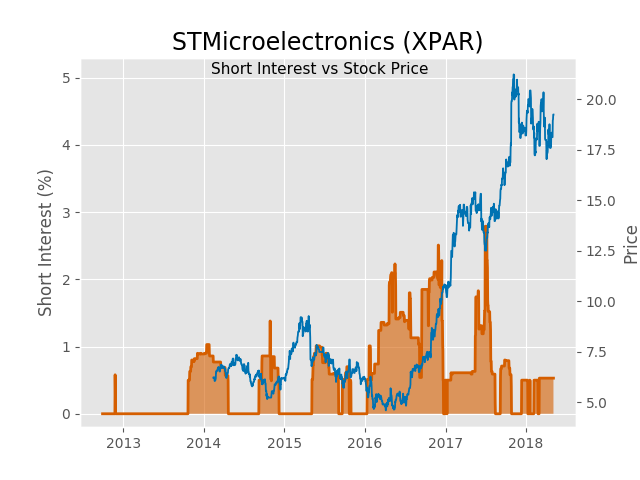 STMicroelectronics (XPAR)
Short Interest vs Stock Price
Short Interest (%)
5
4
3
2
1
0
20.0
17.5
15.0
12.5
10.0
7.5
5.0
Price
2013 2014 2015 2016 2017 2018